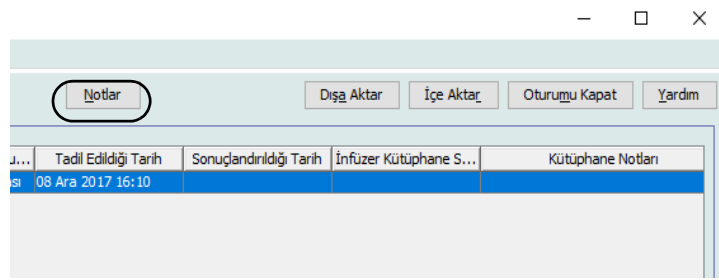 Notlar Dışa Aktar İçe Aktar Oturumu Kapat Yardım
u... Tadil Edildiği Tarih Sonuçlandırıldığı Tarih İnfüzer Kütüphane S... Kütüphane Notları
ası 08 Ara 2017 16:10